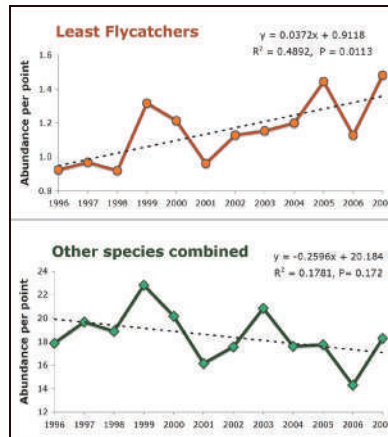 Least Flycatchers
y = 0.0372x + 0.9118
R² = 0.4892, P = 0.0113
Abundance per point
1.6
1.4
1.2
1.0
0.8
1996 1997 1998 1999 2000 2001 2002 2003 2004 2005 2006 200
Other species combined
y = -0.2596x + 20.184
R² = 0.1781, P= 0.172
Abundance per point
24
22
20
18
16
14
12
1996 1997 1998 1999 2000 2001 2002 2003 2004 2005 2006 200